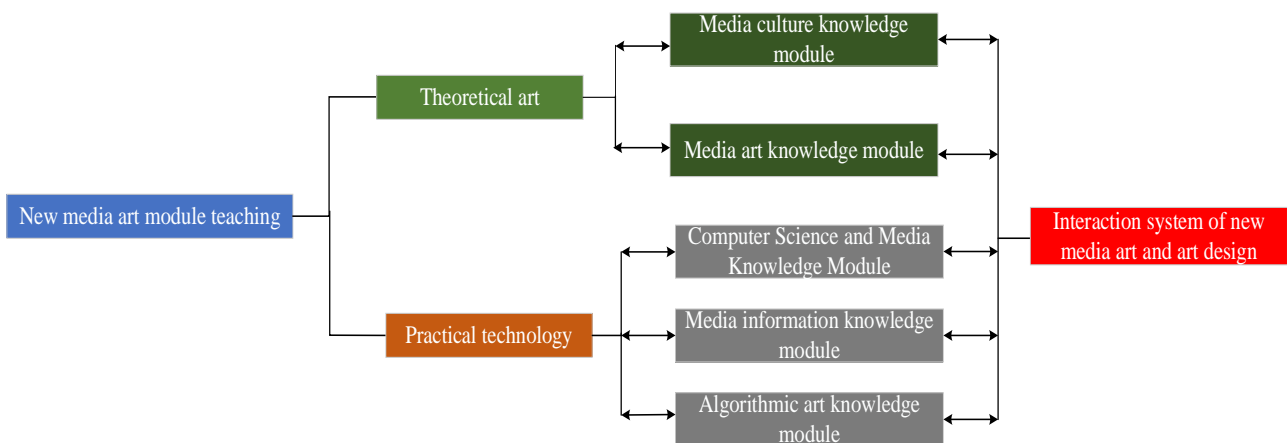 Media culture knowledge
module
Theoretical art
Media art knowledge module
New media art module teaching
Interaction system of new
media art and art design
Computer Science and Media
Knowledge Module
Practical technology
Media information knowledge
module
Algorithmic art knowledge
module